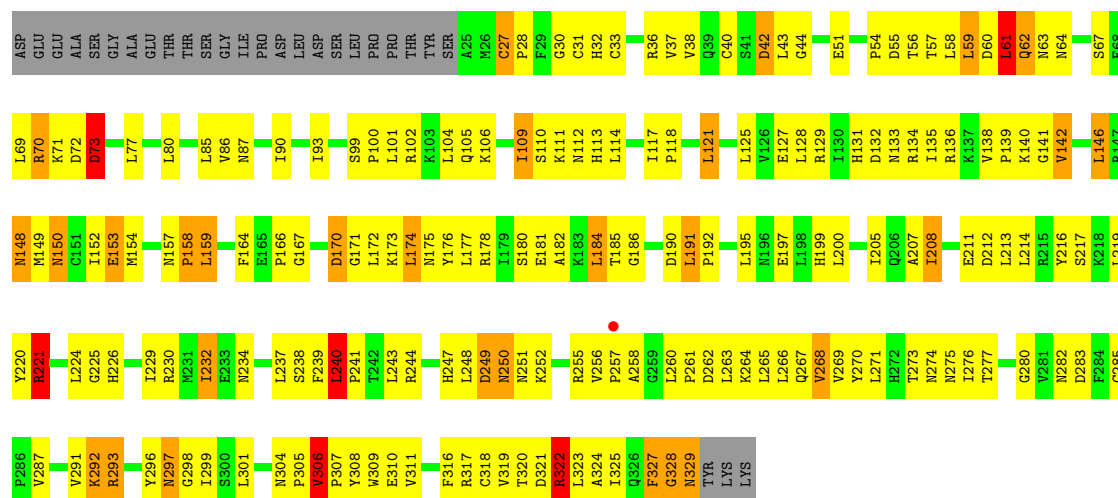 ASP GLU GLU ALA SER GLY ALA GLU THR THR SER GLY ILE PRO ASP LEU ASP SER LEU PRO PRO THR TYR SER A25 M26 C27 P28 F29 G30 C31 H32 C33 R36 V37 V38 Q39 C40 S41 D42 L43 G44 E51 P54 D55 T56 T57 L58 L59 D60 L61 Q62 N63 N64 S67
L69 R70 K71 D72 D73 L77 L80 L85 V86 N87 I90 I93 S99 P100 L101 R102 K103 L104 Q105 K106 I109 S110 K111 N112 H113 L114 I117 P118 L121 L125 V126 E127 L128 R129 I130 H131 D132 N133 R134 I135 R136 K137 V138 P139 K140 G141 V142 L146
N148 M149 N150 C151 I152 E153 M154 N157 P158 L159 F164 E165 P166 G167 D170 G171 L172 K173 L174 N175 Y176 L177 R178 I179 S180 E181 A182 K183 L184 T185 G186 D190 L191 P192 L195 N196 E197 L198 H199 L200 I205 Q206 A207 I208 E211 D212 L213 L214 R215 Y216 S217 K218
Y220 R221 L224 G225 H226 I229 R230 M231 I232 E233 N234 L237 S238 F239 L240 P241 T242 L243 R244 H247 L248 D249 N250 N251 K252 R255 V256 P257 A258 G259 L260 P261 D262 L263 K264 L265 L266 Q267 V268 V269 Y270 L271 H272 T273 N274 N275 I276 T277 G280 V281 N282 D283 F284
P286 V287 V291 K292 R293 Y296 N297 G298 I299 S300 L301 N304 P305 V306 P307 Y308 W309 E310 V311 F316 R317 C318 V319 T320 D321 R322 L323 A324 I325 Q326 F327 G328 N329 TYR LYS LYS